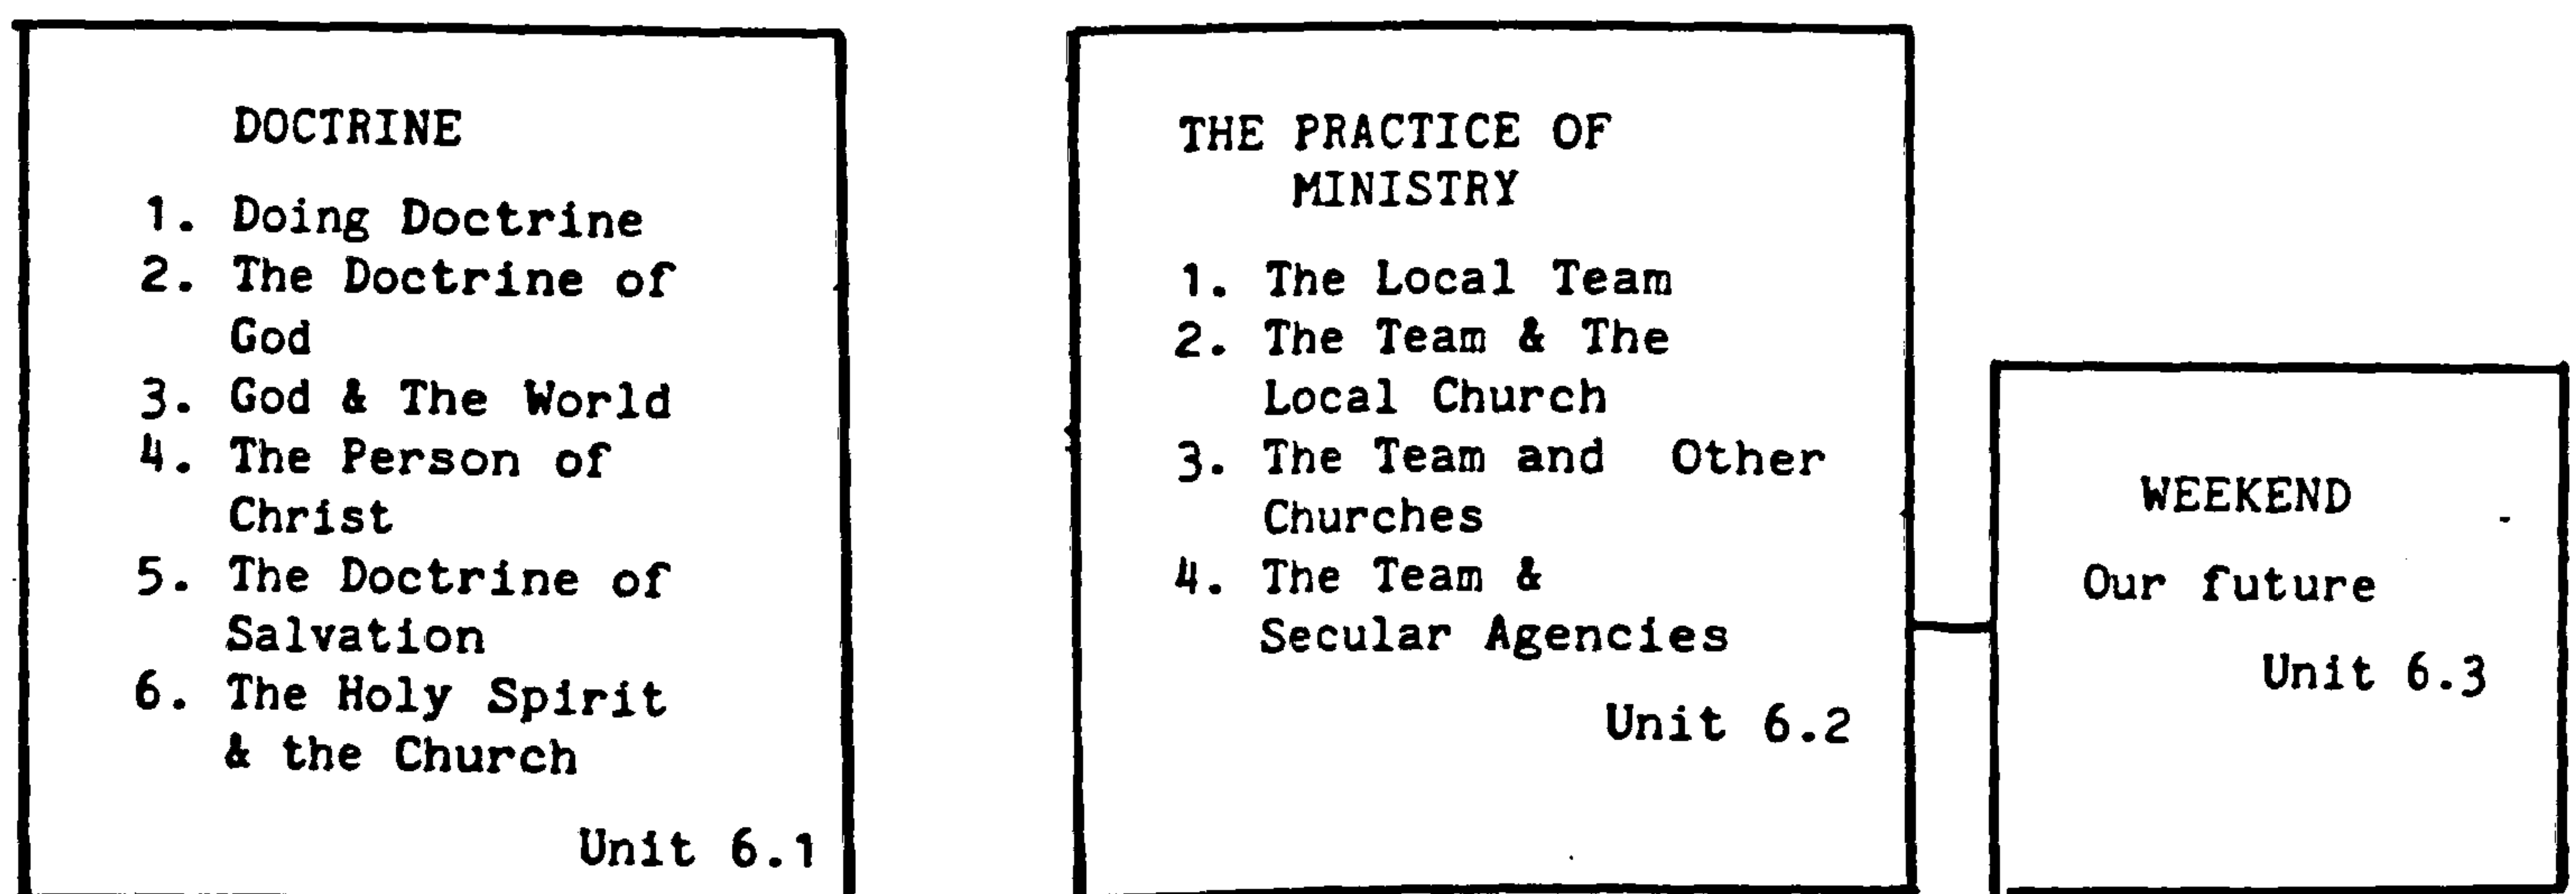 DOCTRINE
1. Doing Doctrine
2. The Doctrine of
God
3. God & The World
4. The Person of
Christ
5. The Doctrine of
Salvation
6. The Holy Spirit
& the Church
Unit 6.1
THE PRACTICE OF
MINISTRY
1. The Local Team
2. The Team & The
Local Church
3. The Team and Other
Churches
4. The Team &
Secular Agencies
Unit 6.2
WEEKEND
Our future
Unit 6.3